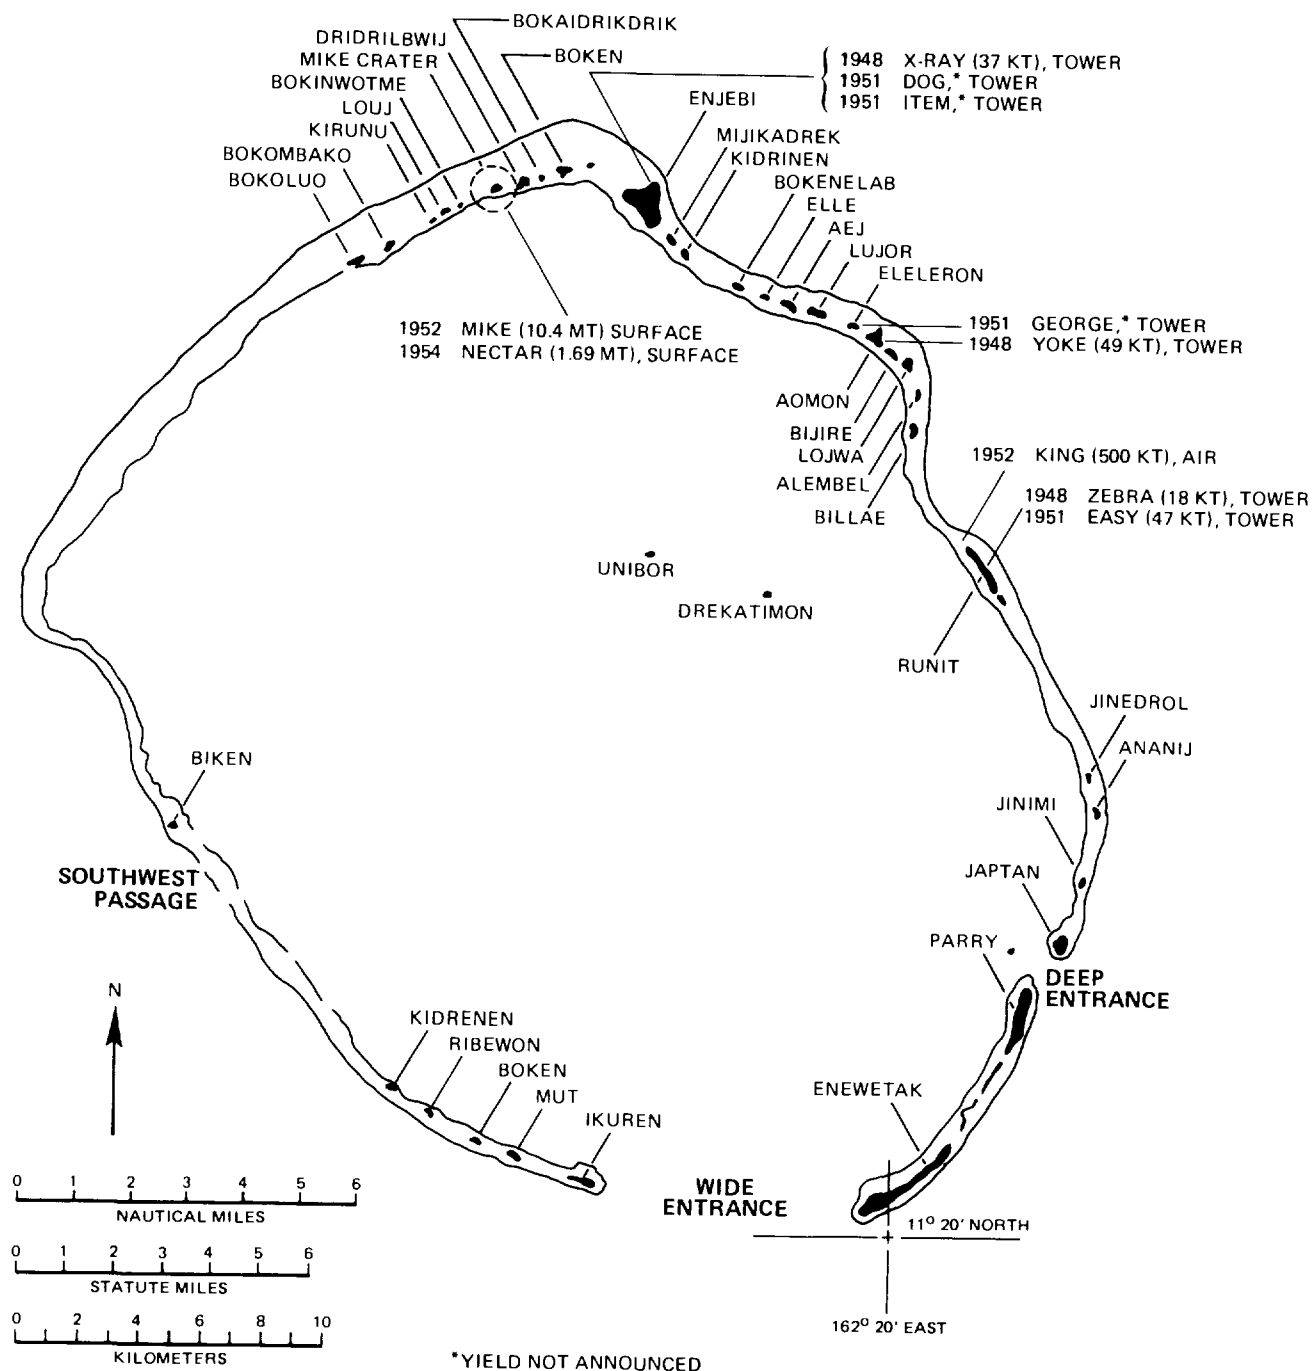 BOKAIDRIKDRIK
DRIDRILBWIJ
MIKE CRATER
BOKEN
BOKINWOTME
LOUJ
KIRUNU
BOKOMBAKO
BOKOLUO
1948 X-RAY (37 KT), TOWER
1951 DOG,* TOWER
1951 ITEM,* TOWER
ENJEBI
MIJIKADREK
KIDRINEN
BOKENELAB
ELLE
AEJ
LUJOR
ELELERON
1952 MIKE (10.4 MT) SURFACE
1954 NECTAR (1.69 MT), SURFACE
1951 GEORGE,* TOWER
1948 YOKE (49 KT), TOWER
AOMON
BIJIRE
LOJWA
ALEMBEL
BILLAE
1952 KING (500 KT), AIR
1948 ZEBRA (18 KT), TOWER
1951 EASY (47 KT), TOWER
UNIBOR
DREKATIMON
RUNIT
JINEDROL
ANANIJ
JINIMI
JAPTAN
PARRY
DEEP
ENTRANCE
BIKEN
SOUTHWEST
PASSAGE
N
KIDRENEN
RIBEWON
BOKEN
MUT
IKUREN
ENEWETAK
WIDE
ENTRANCE
11° 20' NORTH
162° 20' EAST
0 1 2 3 4 5 6
NAUTICAL MILES
0 1 2 3 4 5 6
STATUTE MILES
0 2 4 6 8 10
KILOMETERS
*YIELD NOT ANNOUNCED